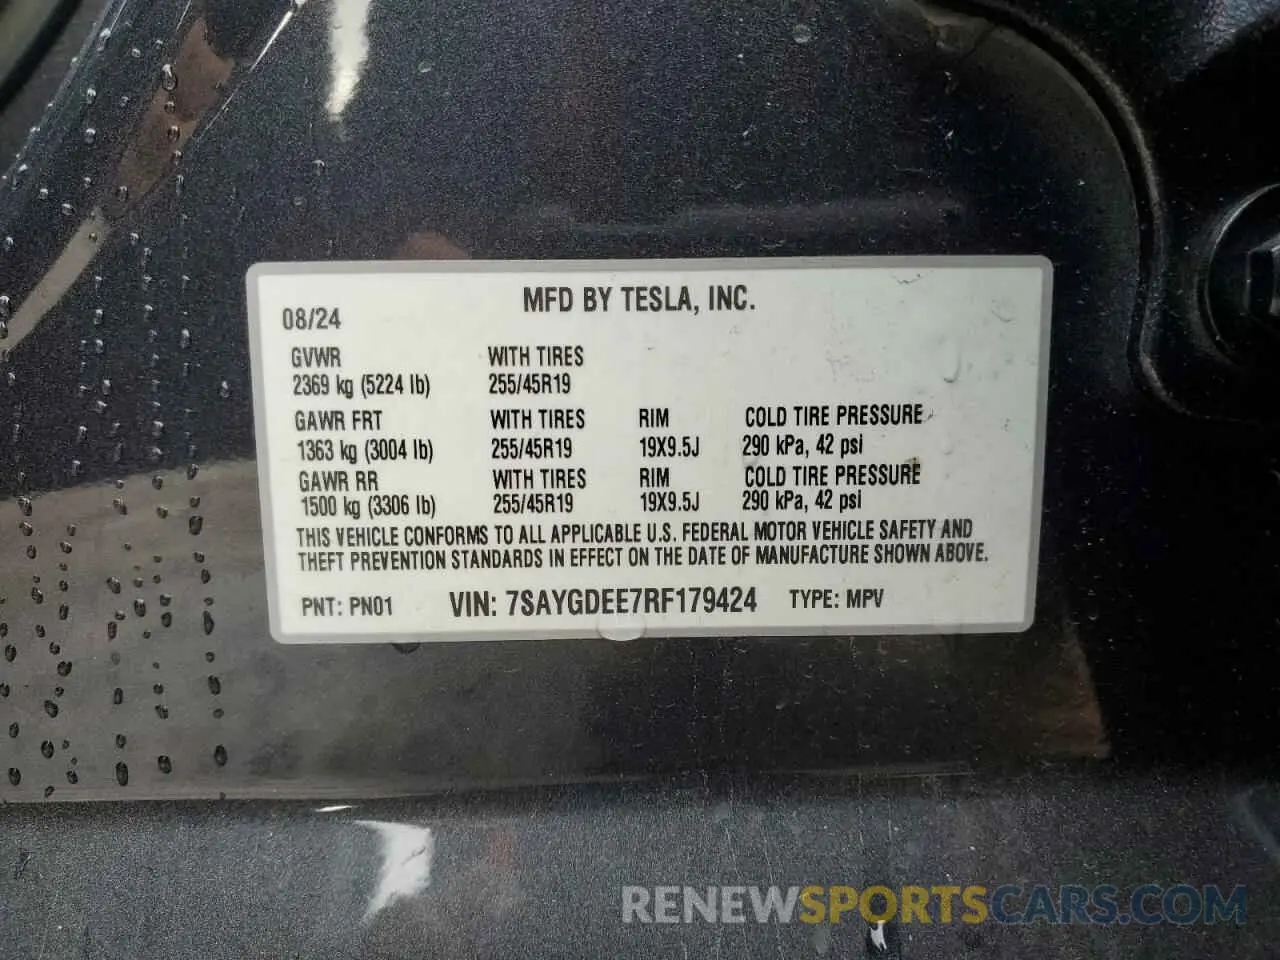 MFD BY TESLA, INC.
08/24
GVWR WITH TIRES
2369 kg (5224 lb) 255/45R19
GAWR FRT WITH TIRES RIM COLD TIRE PRESSURE
1363 kg (3004 lb) 255/45R19 19X9.5J 290 kPa, 42 psi
GAWR RR WITH TIRES RIM COLD TIRE PRESSURE
1500 kg (3306 lb) 255/45R19 19X9.5J 290 kPa, 42 psi
THIS VEHICLE CONFORMS TO ALL APPLICABLE U.S. FEDERAL MOTOR VEHICLE SAFETY AND
THEFT PREVENTION STANDARDS IN EFFECT ON THE DATE OF MANUFACTURE SHOWN ABOVE.
PNT: PN01 VIN: 7SAYGDEE7RF179424 TYPE: MPV
RENEWSPORTSCARS.COM